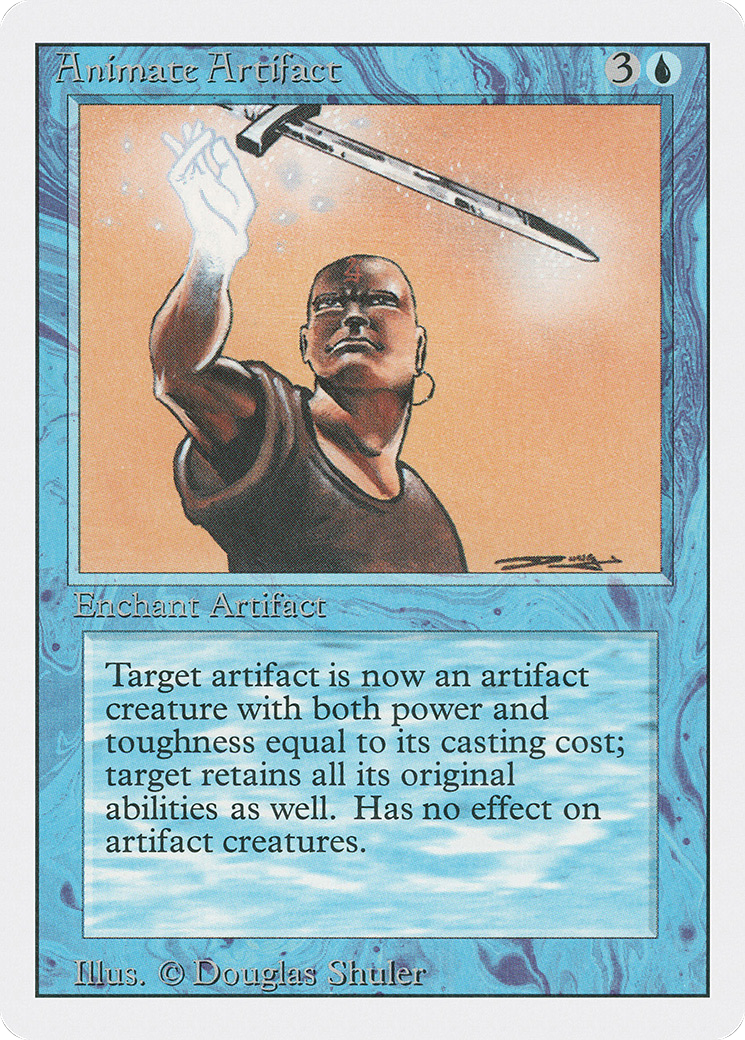 Animate Artifact 3
Enchant Artifact
Target artifact is now an artifact
creature with both power and
toughness equal to its casting cost;
target retains all its original
abilities as well. Has no effect on
artifact creatures.
Illus. © Douglas Shuler